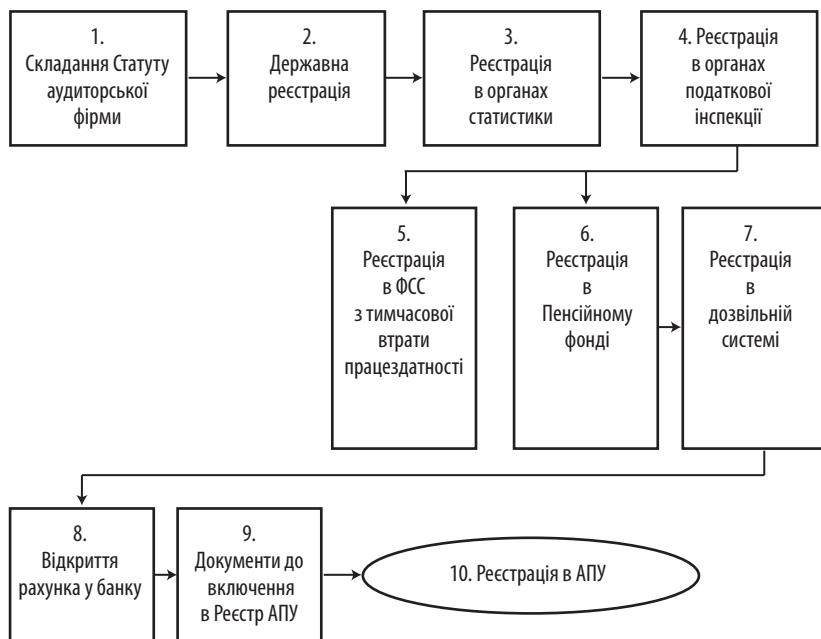 1.
Складання Статуту
аудиторської
фірми
2.
Державна
реєстрація
3.
Реєстрація
в органах
статистики
4. Реєстрація
в органах
податкової
інспекції
5.
Реєстрація
в ФСС
з тимчасової
втрати
працездатності
6.
Реєстрація
в
Пенсійному
фонді
7.
Реєстрація
в
дозвільній
системі
8.
Відкриття
рахунка у банку
9.
Документи до
включення
в Реєстр АПУ
10. Реєстрація в АПУ